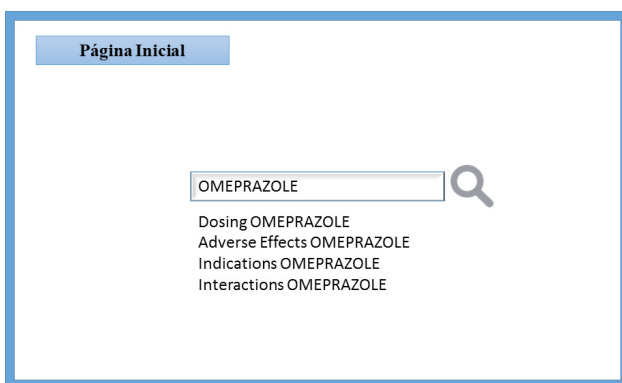 Página Inicial
OMEPRAZOLE
Dosing OMEPRAZOLE
Adverse Effects OMEPRAZOLE
Indications OMEPRAZOLE
Interactions OMEPRAZOLE